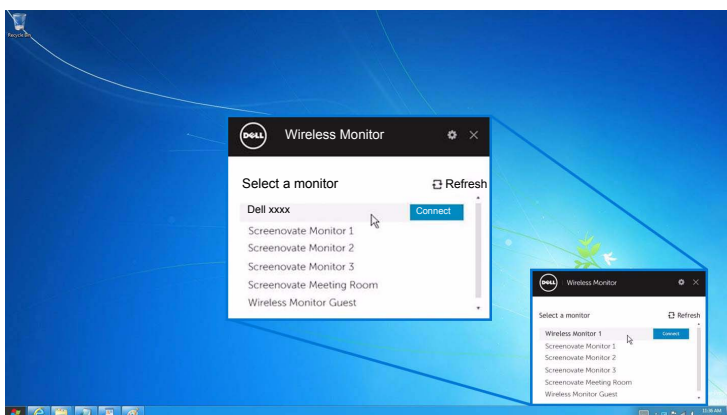 Recycle Bin
DELL Wireless Monitor
Select a monitor Refresh
Dell xxxx Connect
Screenovate Monitor 1
Screenovate Monitor 2
Screenovate Monitor 3
Screenovate Meeting Room
Wireless Monitor Guest
DELL Wireless Monitor
Select a monitor Refresh
Wireless Monitor 1 Connect
Screenovate Monitor 1
Screenovate Monitor 2
Screenovate Monitor 3
Screenovate Meeting Room
Wireless Monitor Guest